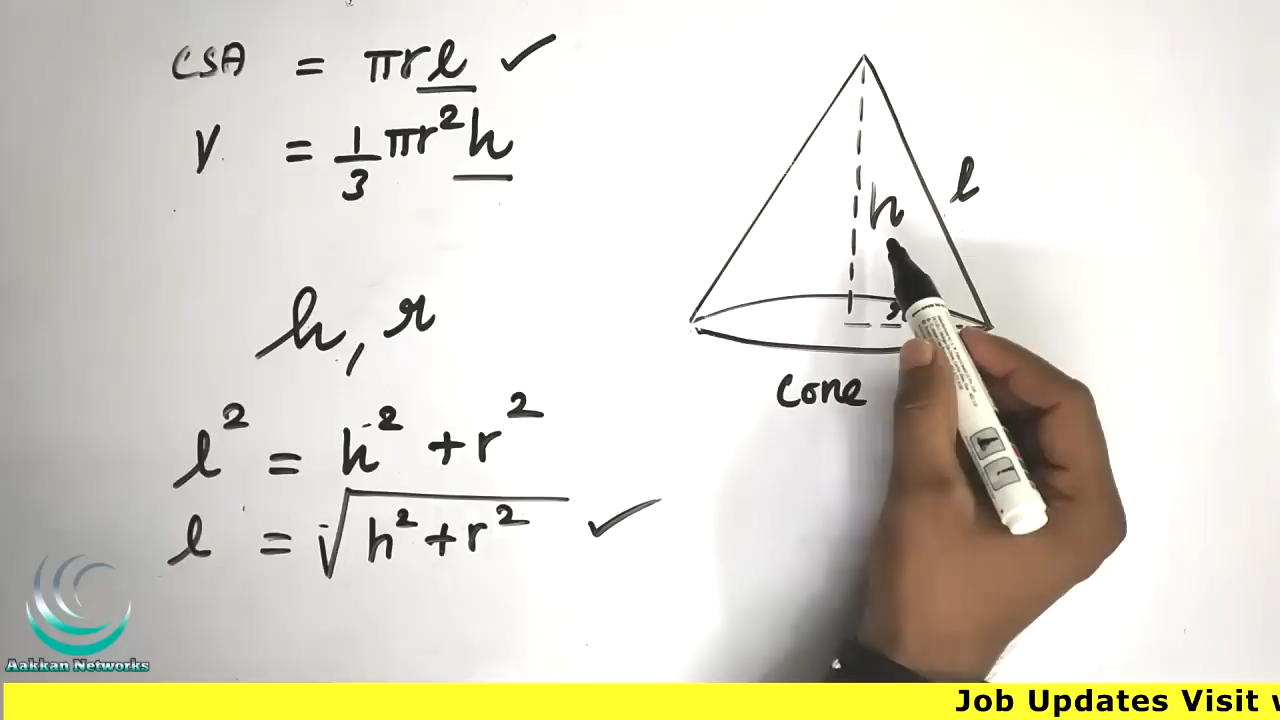 CSA = πrl ✓
V = 1/3 πr²h
h, r
l² = h² + r²
l = √h² + r² ✓
h
l
r
Cone
Aakkan Networks
Job Updates Visit